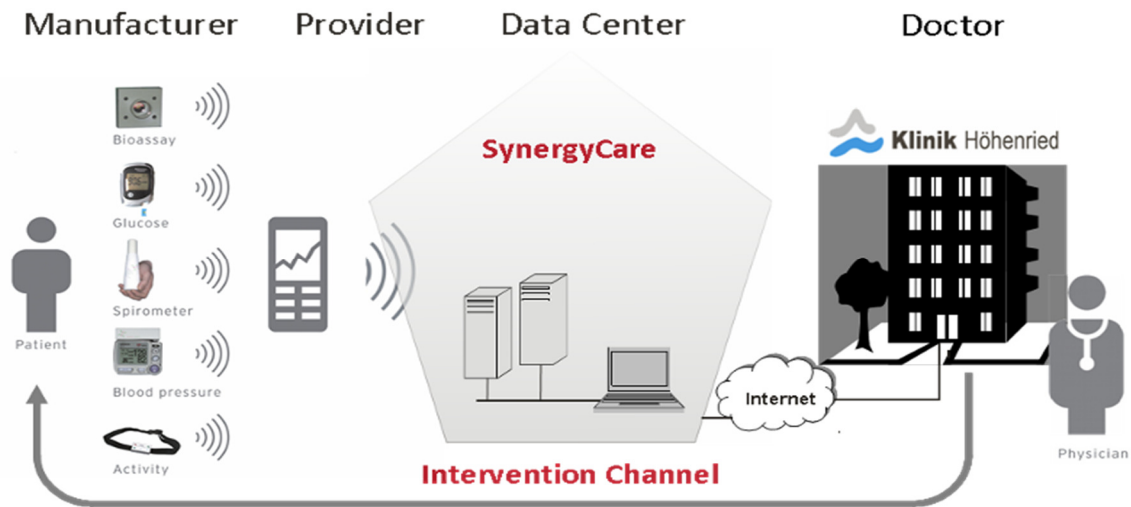 Manufacturer
Provider
Data Center
Doctor
Bioassay
Glucose
Spirometer
Blood pressure
Activity
Patient
SynergyCare
Klinik Höhenried
Internet
Physician
Intervention Channel